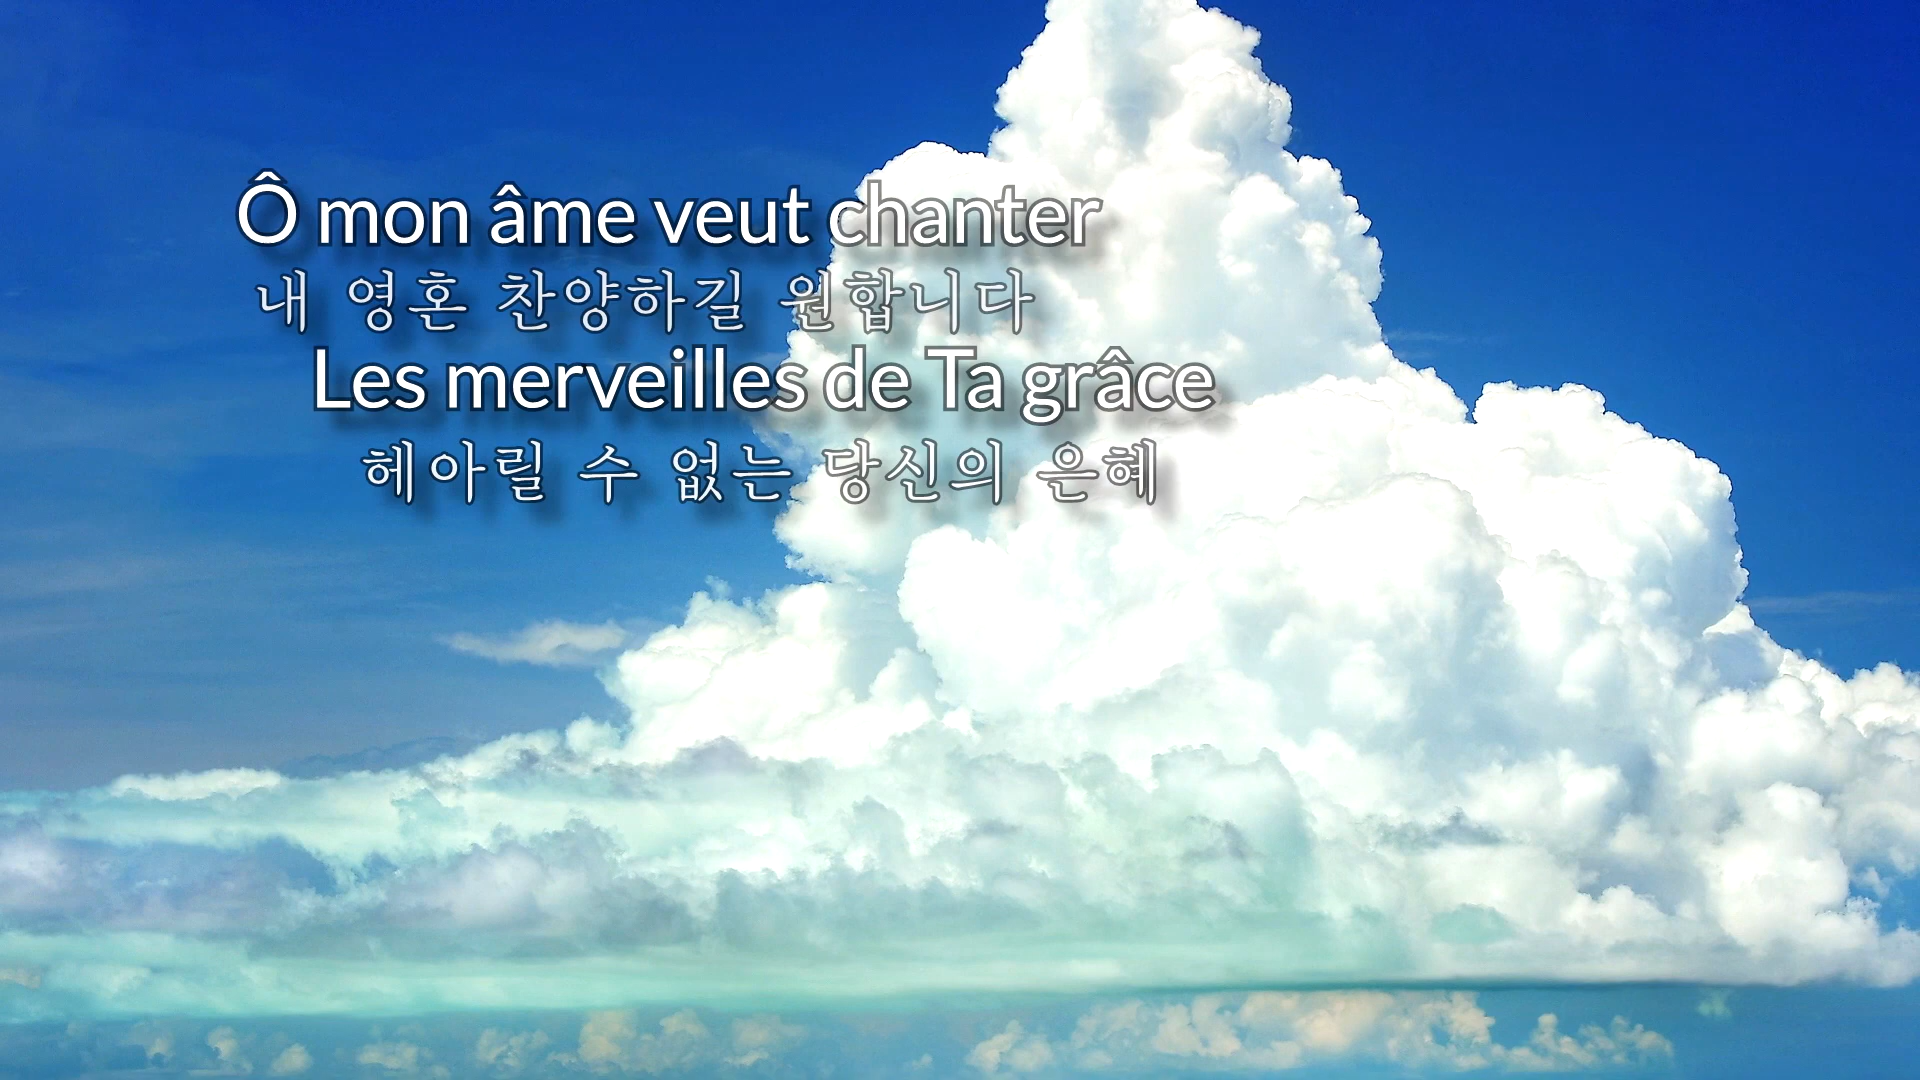 Ô mon âme veut chanter
내 영혼 찬양하길 원합니다
Les merveilles de Ta grâce
헤아릴 수 없는 당신의 은혜